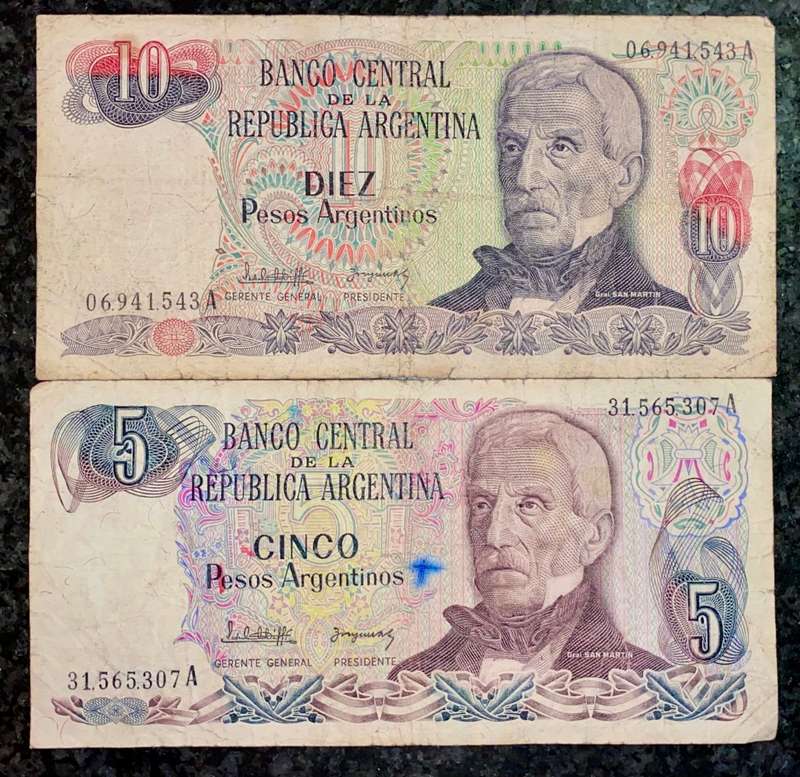 10
06.941.543 A
BANCO CENTRAL
DE LA
REPUBLICA ARGENTINA
10
DIEZ
Pesos Argentinos
10
06.941.543 A
GERENTE GENERAL PRESIDENTE
Gral SAN MARTIN
5
31.565.307 A
BANCO CENTRAL
DE LA
REPUBLICA ARGENTINA
5
CINCO
Pesos Argentinos
5
GERENTE GENERAL PRESIDENTE
Gral SAN MARTIN
31.565.307 A